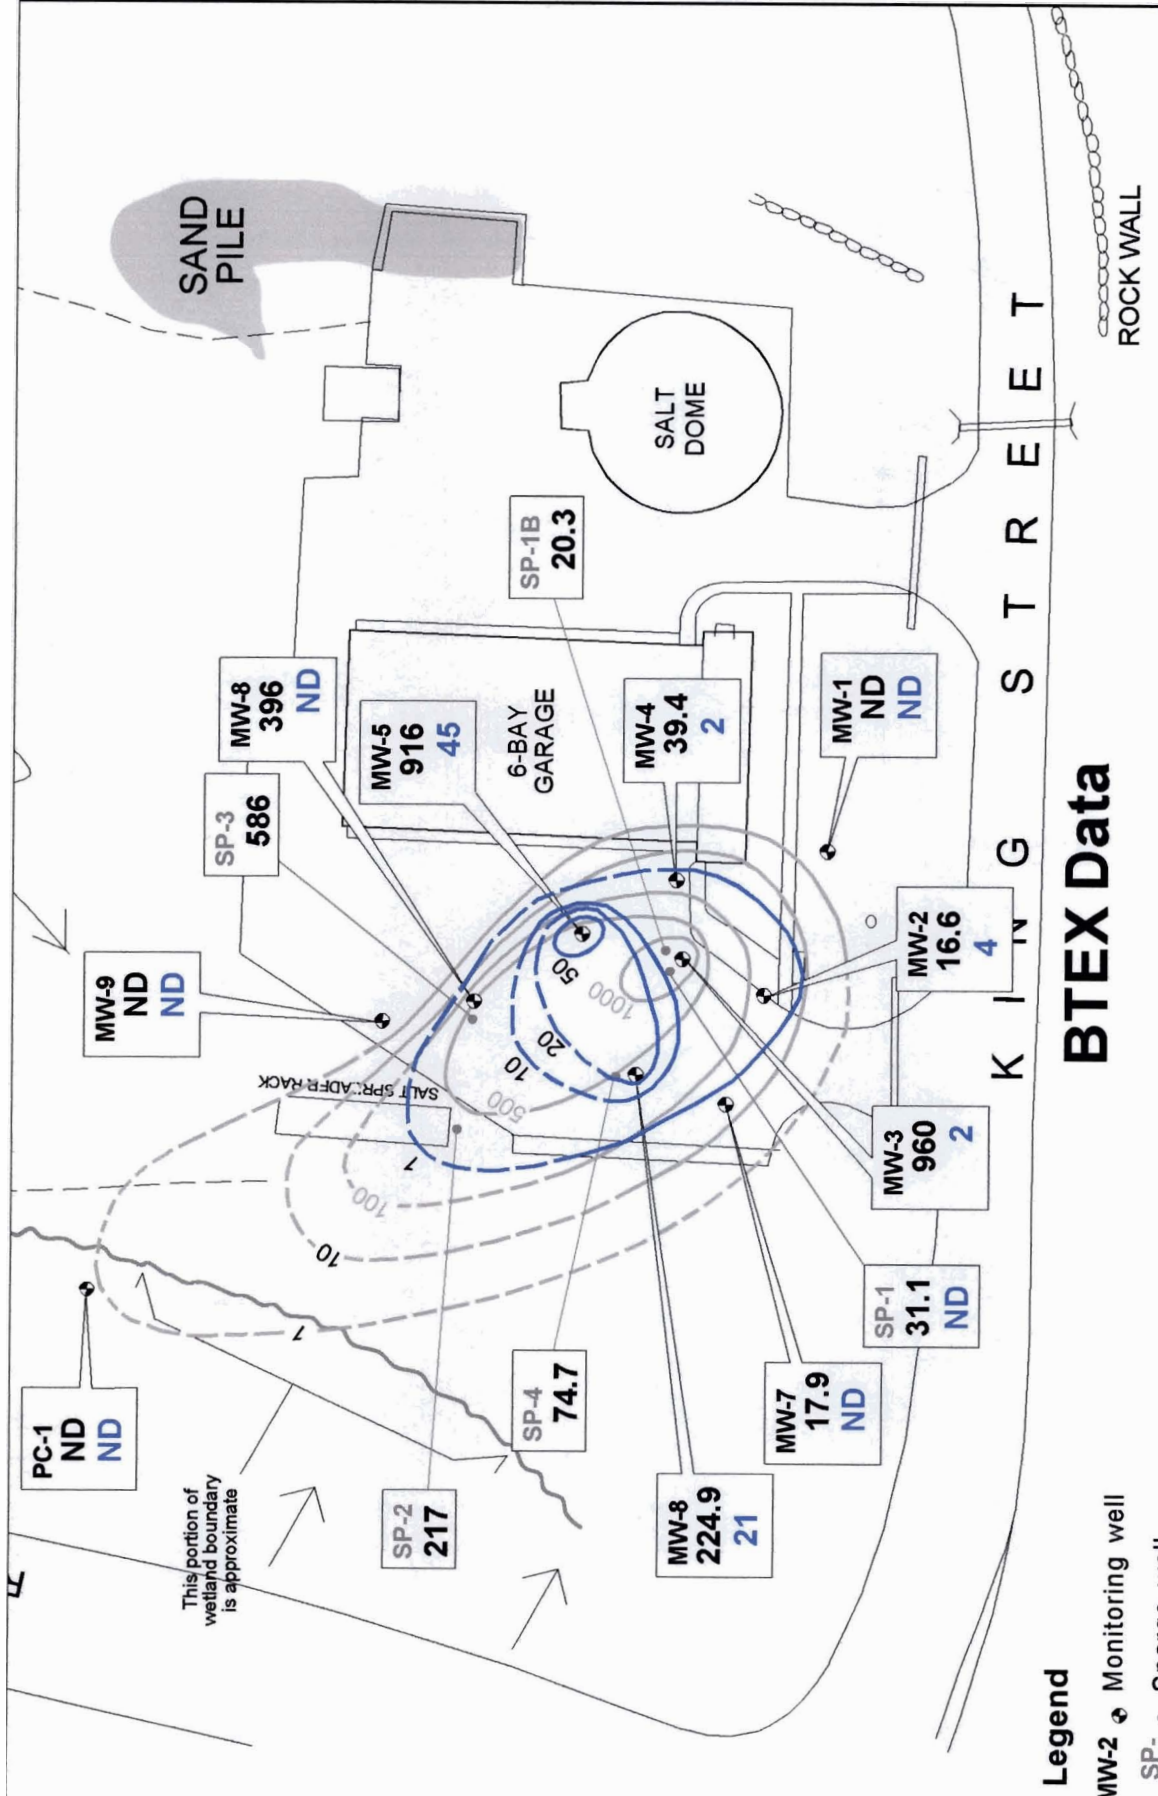 SAND
PILE
ROCK WALL
SALT
DOME
KING STREET
SP-1B
20.3
MW-8
396
ND
MW-5
916
45
6-BAY
GARAGE
MW-4
39.4
2
MW-1
ND
ND
SP-3
586
MW-9
ND
ND
SALT SPREADER RACK
MW-2
16.6
4
MW-3
960
2
SP-1
31.1
ND
MW-7
17.9
ND
MW-8
224.9
21
SP-4
74.7
SP-2
217
PC-1
ND
ND
This portion of
wetland boundary
is approximate
50
1000
20
10
500
1
100
10
1
BTEX Data
Legend
MW-2 Monitoring well
SP-